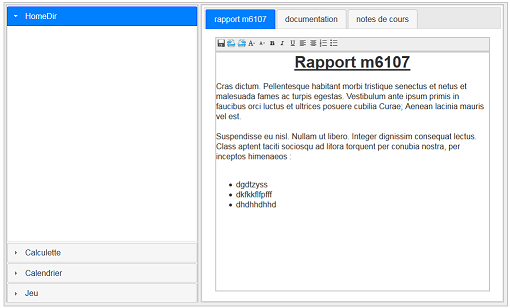 HomeDir
Calculette
Calendrier
Jeu
rapport m6107
documentation
notes de cours
B I U
Rapport m6107
Cras dictum. Pellentesque habitant morbi tristique senectus et netus et
malesuada fames ac turpis egestas. Vestibulum ante ipsum primis in
faucibus orci luctus et ultrices posuere cubilia Curae; Aenean lacinia mauris
vel est.
Suspendisse eu nisl. Nullam ut libero. Integer dignissim consequat lectus.
Class aptent taciti sociosqu ad litora torquent per conubia nostra, per
inceptos himenaeos :
dgdtzyss
dkfkkflfpfff
dhdhhdhhd